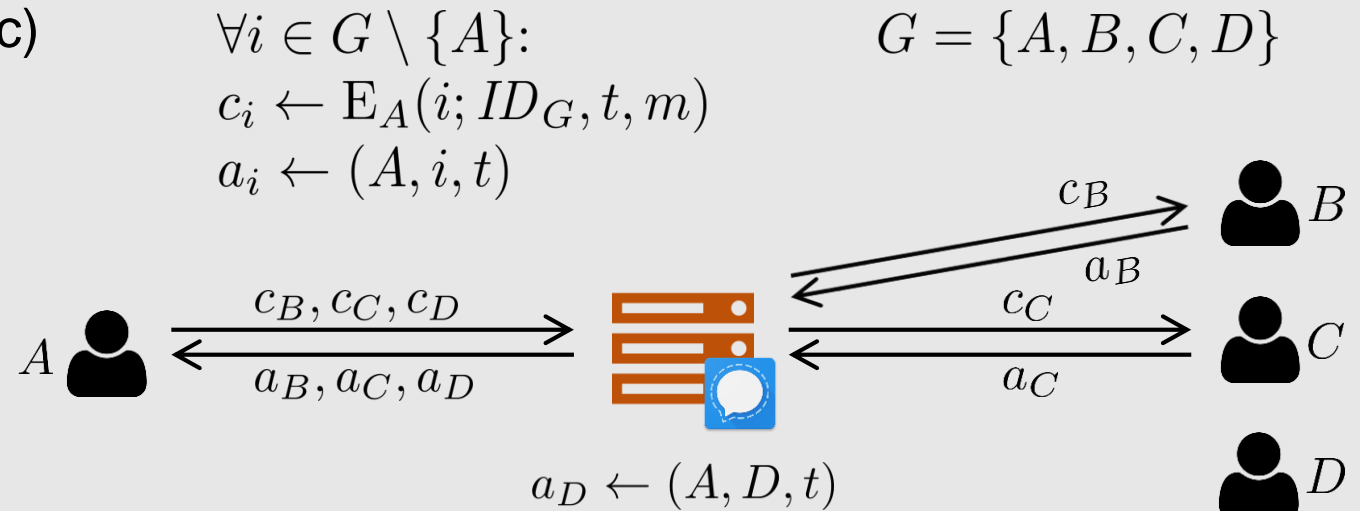 c)
∀i ∈ G \ {A}:
G = {A, B, C, D}
c_i ← E_A(i; ID_G, t, m)
a_i ← (A, i, t)
c_B
B
a_B
c_B, c_C, c_D
c_C
A
C
a_B, a_C, a_D
a_C
a_D ← (A, D, t)
D